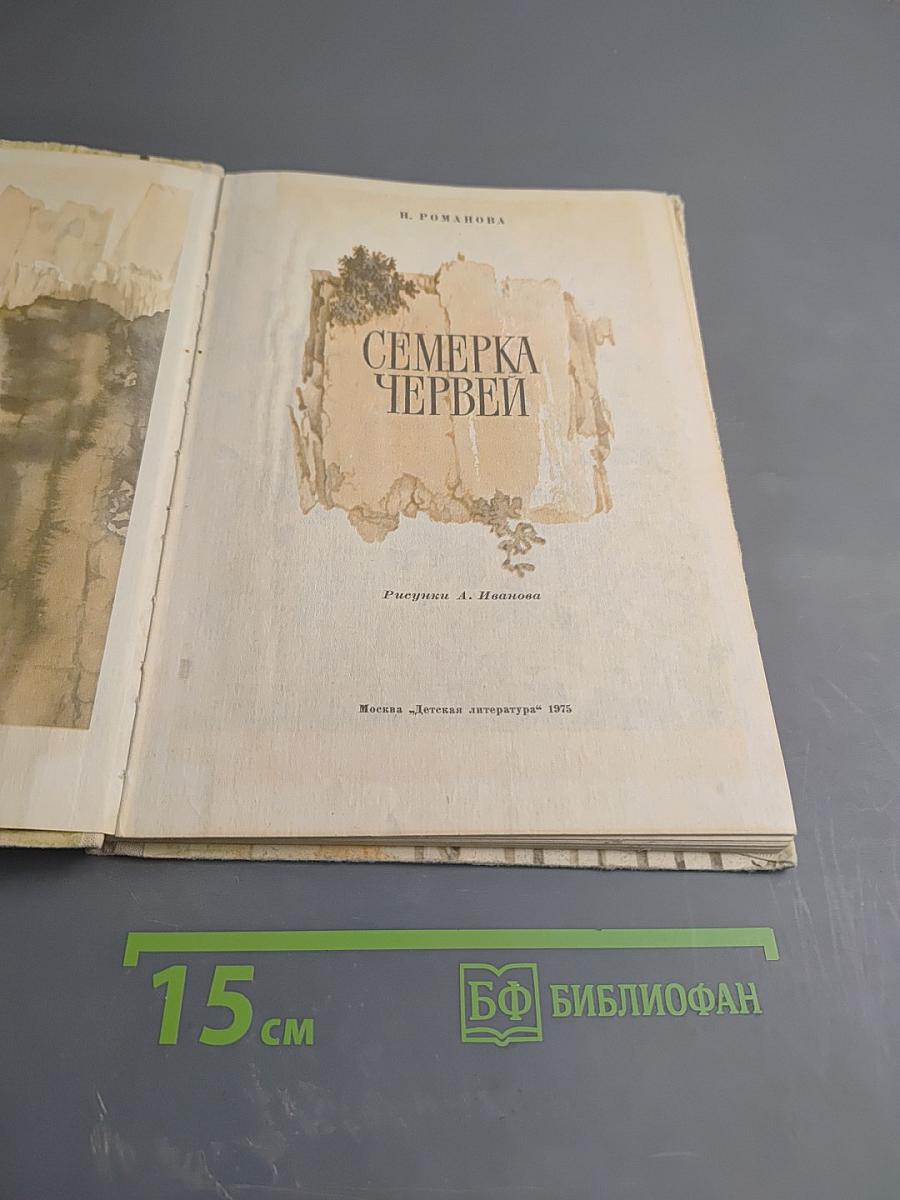 Н. РОМАНОВА
СЕМЕРКА
ЧЕРВЕЙ
Рисунки А. Иванова
Москва „Детская литература“ 1975
15 см
БФ БИБЛИОФАН